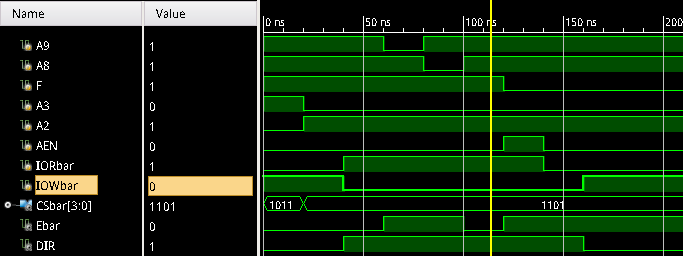 Name Value 0 ns 50 ns 100 ns 150 ns 200
A9 1
A8 1
F 1
A3 0
A2 1
AEN 0
IORbar 1
IOWbar 0
CSbar[3:0] 1101 1011 1101
Ebar 0
DIR 1